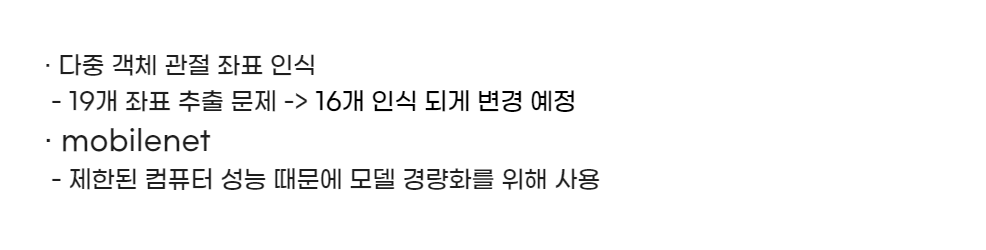 · 다중 객체 관절 좌표 인식
- 19개 좌표 추출 문제 -> 16개 인식 되게 변경 예정
· mobilenet
- 제한된 컴퓨터 성능 때문에 모델 경량화를 위해 사용